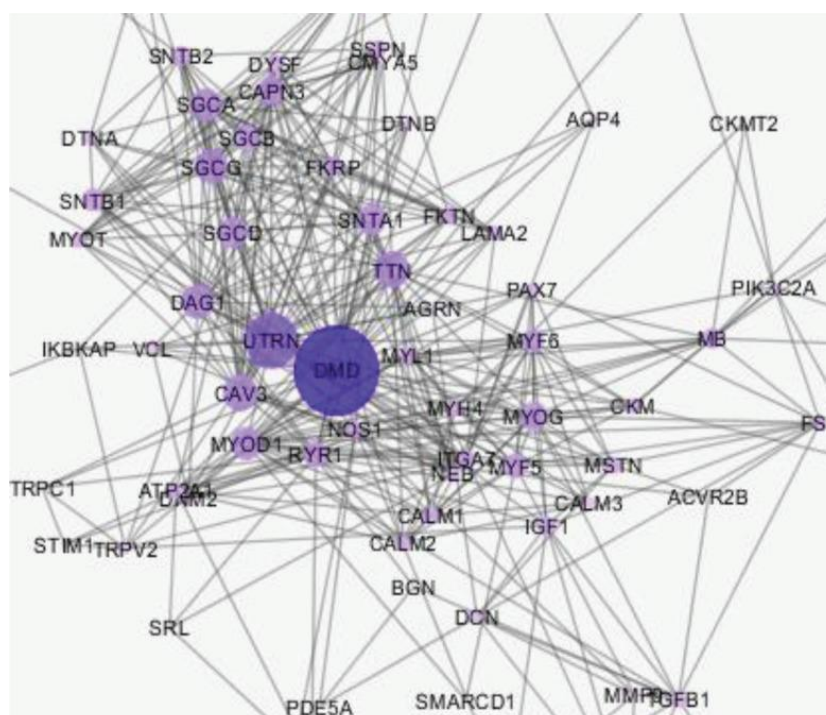 SNTB2
SSPN
CMYA5
DYSF
CAPN3
SGCA
DTNB
AQP4
CKMT2
DTNA
SGCB
SGCG
FKRP
SNTB1
SNTA1
FKTN
MYOT
SGCD
LAMA2
TTN
PAX7
PIK3C2A
DAG1
AGRN
IKBKAP
VCL
UTRN
MYL1
MYF6
MB
DMD
CAV3
MYH4
MYOG
CKM
FS
NOS1
MYOD1
RYR1
ITGA7
NEB
MYF5
MSTN
TRPC1
ATP2A1
CALM3
ACVR2B
CALM1
IGF1
STIM1
TRPV2
CALM2
BGN
DCN
SRL
PDE5A
SMARCD1
MMP9
TGFB1